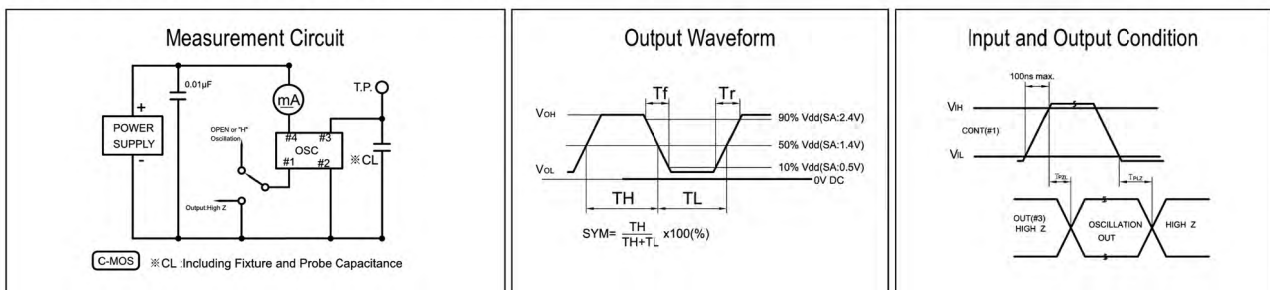 Measurement Circuit
0.01μF
T.P.
mA
+
POWER
SUPPLY
-
OPEN or "H"
Oscillation
#4 #3
OSC
#1 #2
※CL
Output:High Z
C-MOS ※CL :Including Fixture and Probe Capacitance
Output Waveform
Tf Tr
VOH
90% Vdd(SA:2.4V)
50% Vdd(SA:1.4V)
10% Vdd(SA:0.5V)
VOL
0V DC
TH TL
SYM= TH/TH+TL x100(%)
Input and Output Condition
100ns max.
VIH
CONT(#1)
VIL
TPZL TPLZ
OUT(#3)
HIGH Z
OSCILLATION
OUT
HIGH Z